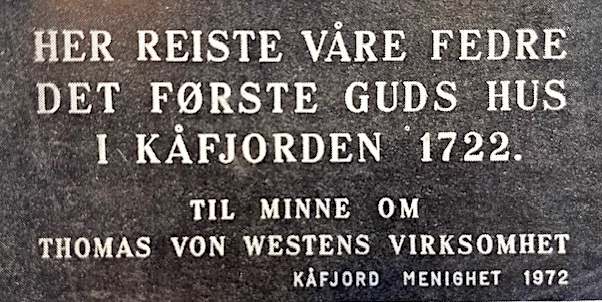 HER REISTE VÅRE FEDRE
DET FØRSTE GUDS HUS
I KÅFJORDEN 1722.
TIL MINNE OM
THOMAS VON WESTENS VIRKSOMHET
KÅFJORD MENIGHET 1972